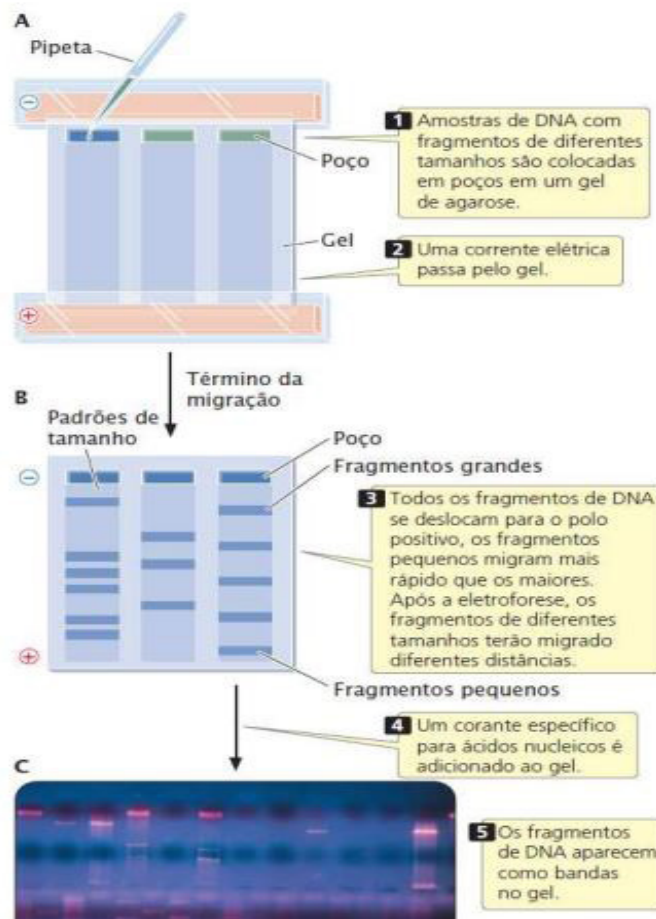 A
Pipeta
⊖
Poço
Gel
⊕
1 Amostras de DNA com
fragmentos de diferentes
tamanhos são colocadas
em poços em um gel
de agarose.
2 Uma corrente elétrica
passa pelo gel.
Término da
migração
B
Padrões de
tamanho
⊖
Poço
Fragmentos grandes
⊕
Fragmentos pequenos
3 Todos os fragmentos de DNA
se deslocam para o polo
positivo, os fragmentos
pequenos migram mais
rápido que os maiores.
Após a eletroforese, os
fragmentos de diferentes
tamanhos terão migrado
diferentes distâncias.
4 Um corante específico
para ácidos nucleicos é
adicionado ao gel.
C
5 Os fragmentos
de DNA aparecem
como bandas
no gel.